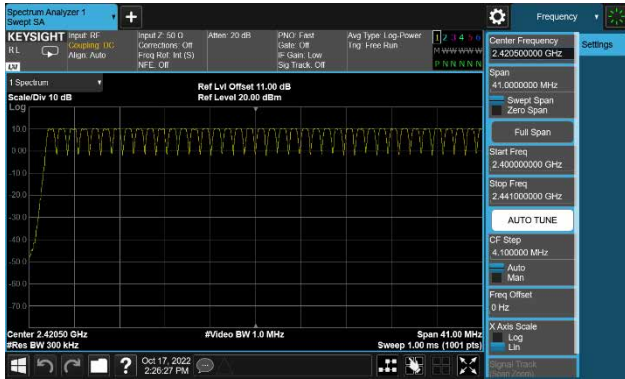 Spectrum Analyzer 1
Swept SA
+
Frequency
KEYSIGHT
RL
LV
Input: RF
Coupling: DC
Align: Auto
Input Z: 50 Ω
Corrections: Off
Freq Ref: Int (S)
NFE: Off
Atten: 20 dB
PNO: Fast
Gate: Off
IF Gain: Low
Sig Track: Off
Avg Type: Log-Power
Trig: Free Run
1 2 3 4 5 6
M W W W W W
P N N N N N
Center Frequency
2.420500000 GHz
Settings
Span
41.0000000 MHz
Swept Span
Zero Span
Full Span
Start Freq
2.400000000 GHz
Stop Freq
2.441000000 GHz
AUTO TUNE
CF Step
4.100000 MHz
Auto
Man
Freq Offset
0 Hz
X Axis Scale
Log
Lin
Signal Track
(Span Zoom)
1 Spectrum
Scale/Div 10 dB
Log
Ref Lvl Offset 11.00 dB
Ref Level 20.00 dBm
10.0
0.00
-10.0
-20.0
-30.0
-40.0
-50.0
-60.0
-70.0
Center 2.42050 GHz
#Res BW 300 kHz
#Video BW 1.0 MHz
Span 41.00 MHz
Sweep 1.00 ms (1001 pts)
?
Oct 17, 2022
2:26:27 PM